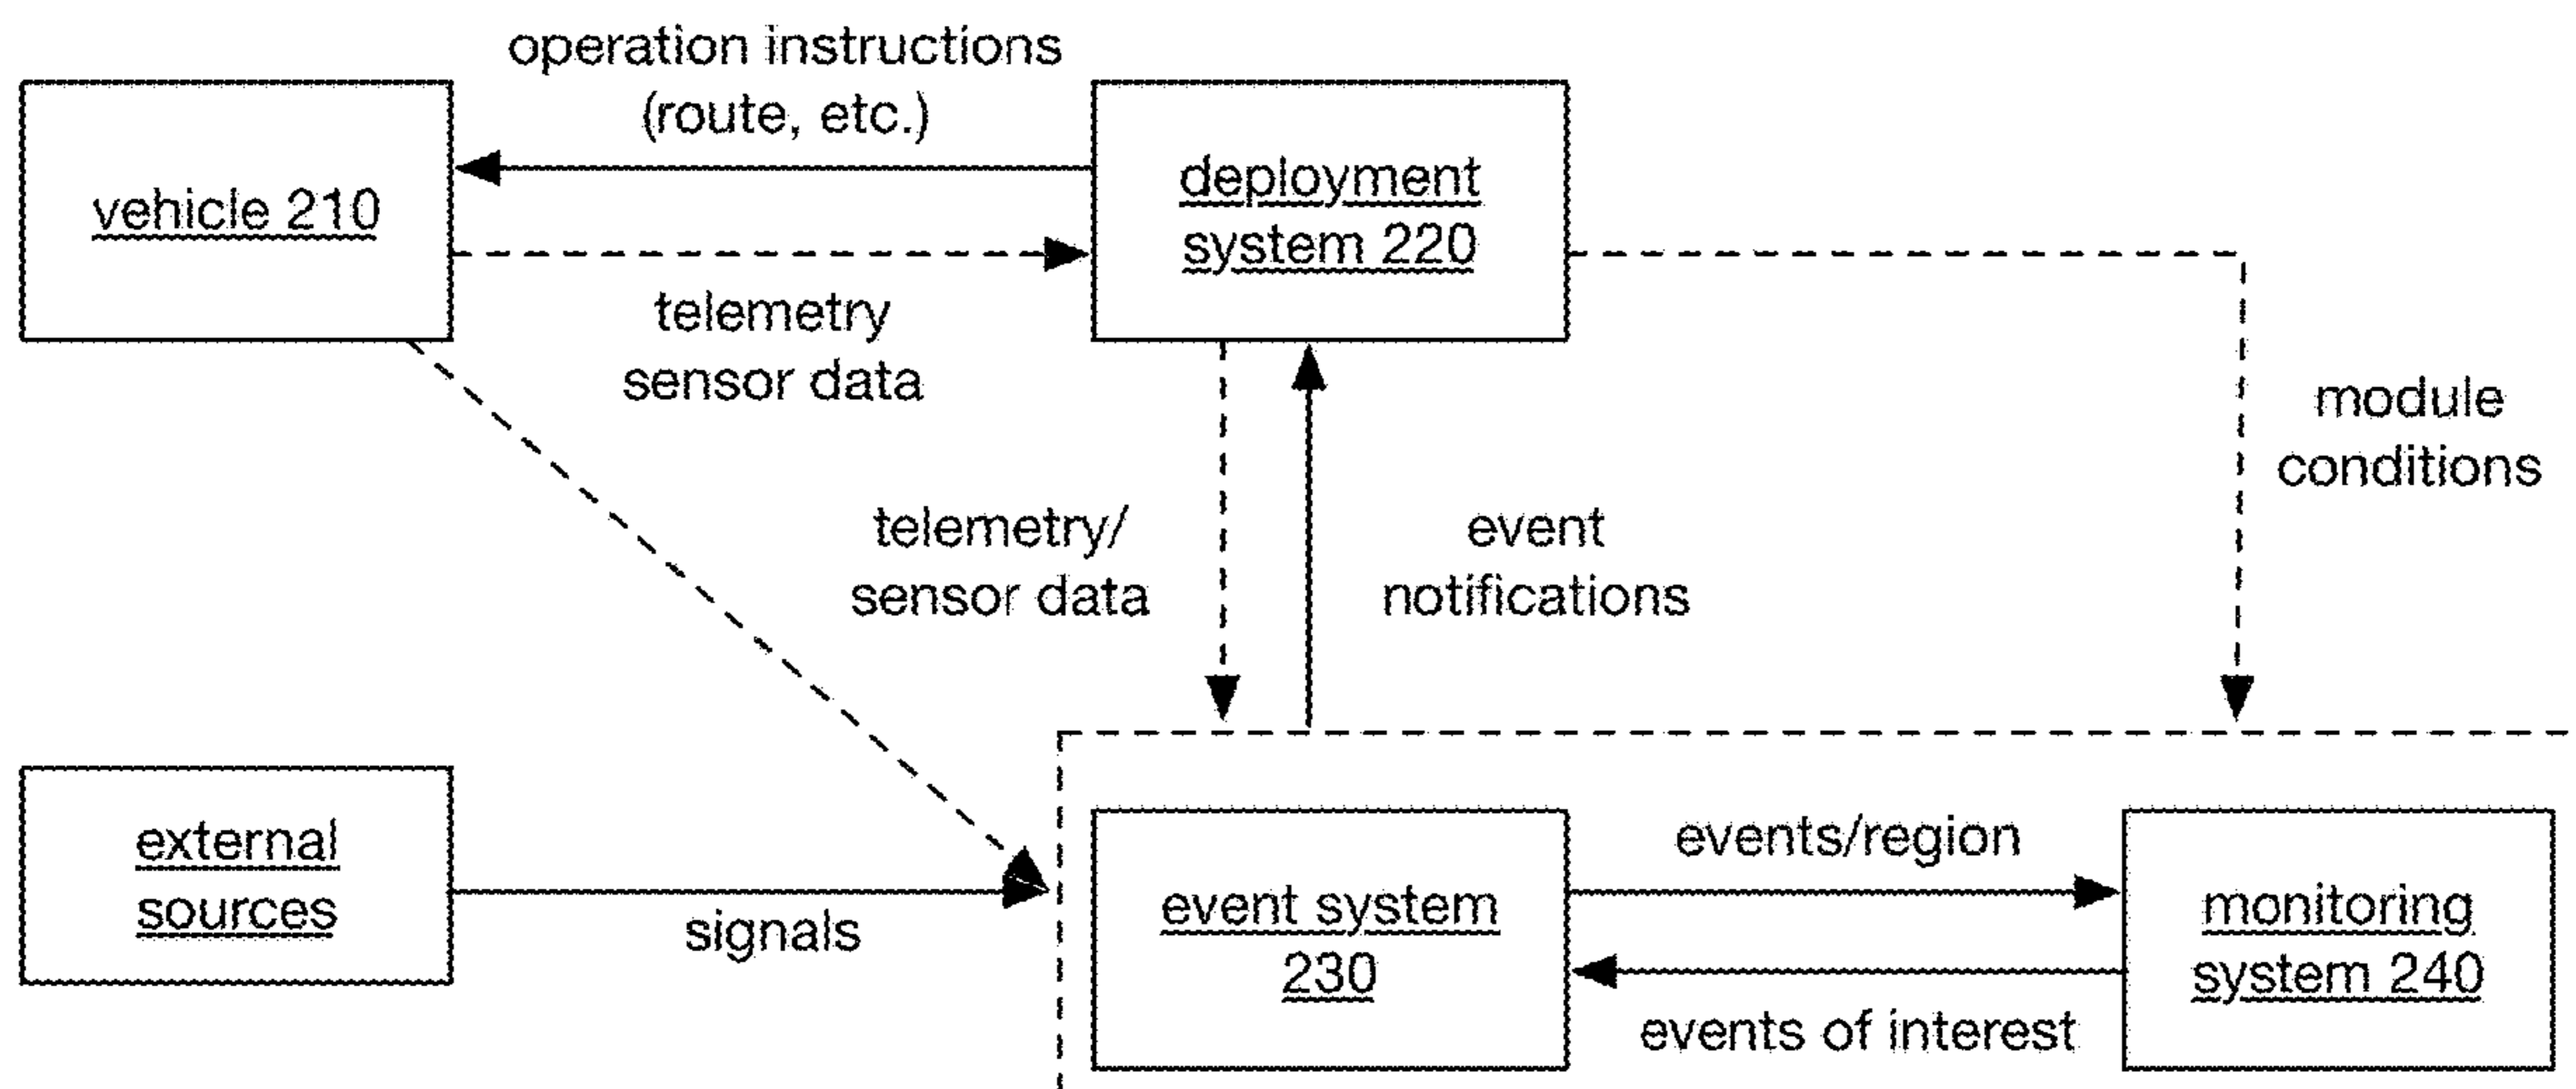 operation instructions
(route, etc.)
vehicle 210
deployment
system 220
telemetry
sensor data
module
conditions
telemetry/
sensor data
event
notifications
external
sources
signals
event system
230
events/region
events of interest
monitoring
system 240